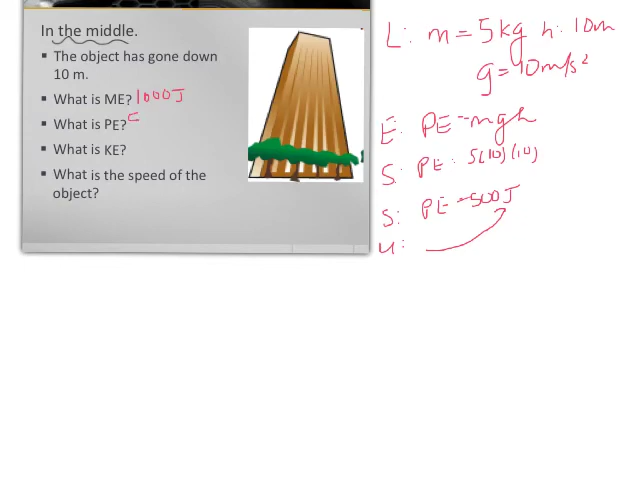 In the middle.
▪ The object has gone down
10 m.
▪ What is ME? 1000J
▪ What is PE?
▪ What is KE?
▪ What is the speed of the
object?
L: m = 5kg h: 10m
g = 10m/s²
E: PE = mgh
S: PE = 5(10)(10)
S: PE = 500J
U: